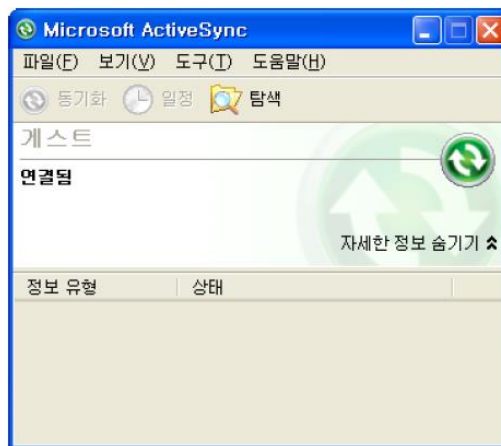 Microsoft ActiveSync
파일(F) 보기(V) 도구(T) 도움말(H)
동기화 일정 탐색
게스트
연결됨
자세한 정보 숨기기
정보 유형 상태